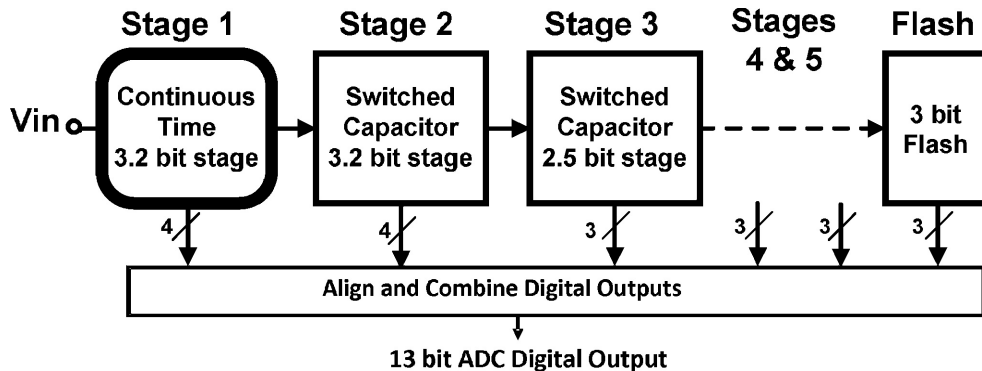 Stage 1 Stage 2 Stage 3 Stages Flash
4 & 5
Vin
Continuous
Time
3.2 bit stage
Switched
Capacitor
3.2 bit stage
Switched
Capacitor
2.5 bit stage
3 bit
Flash
4 4 3 3 3 3
Align and Combine Digital Outputs
13 bit ADC Digital Output